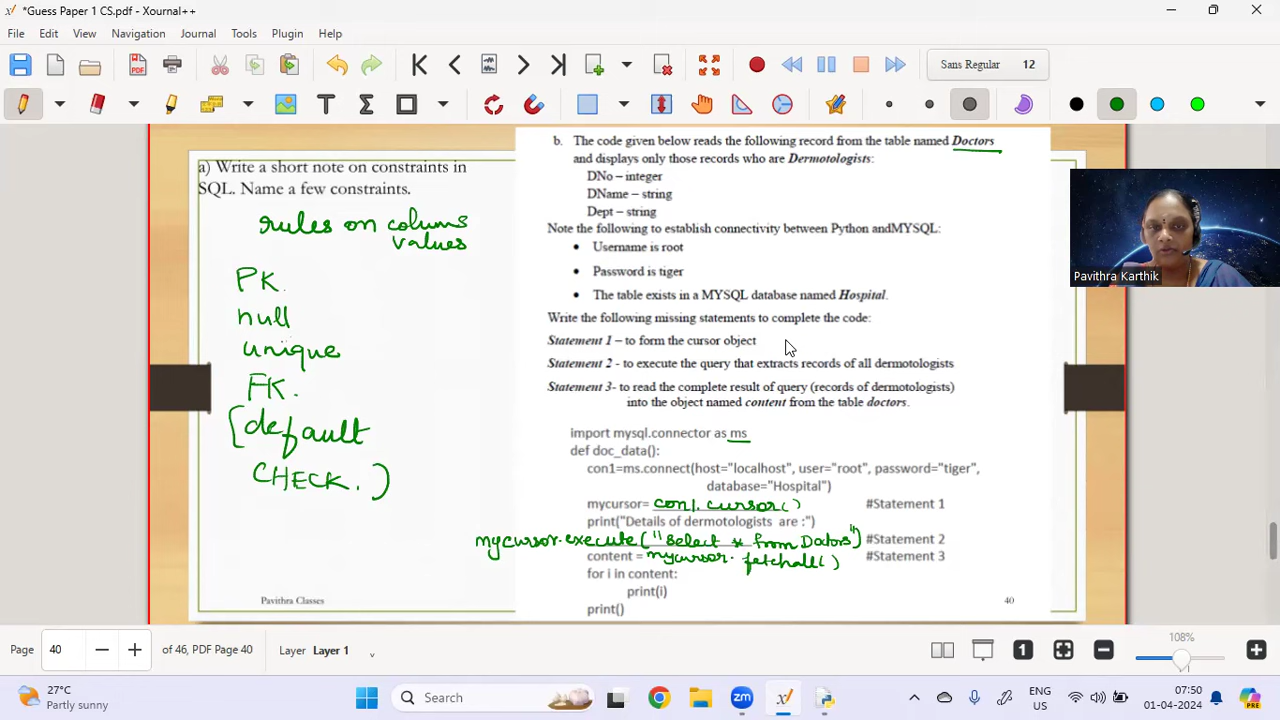 *Guess Paper 1 CS.pdf - Xournal++
File Edit View Navigation Journal Tools Plugin Help
Sans Regular 12
a) Write a short note on constraints in
SQL. Name a few constraints.
rules on colums
values
PK.
null
unique
FK.
[default
CHECK.)
Pavithra Classes
b. The code given below reads the following record from the table named Doctors
and displays only those records who are Dermotologists:
DNo – integer
DName – string
Dept – string
Note the following to establish connectivity between Python andMYSQL:
• Username is root
• Password is tiger
• The table exists in a MYSQL database named Hospital.
Write the following missing statements to complete the code:
Statement 1 – to form the cursor object
Statement 2 - to execute the query that extracts records of all dermotologists
Statement 3- to read the complete result of query (records of dermotologists)
into the object named content from the table doctors.
import mysql.connector as ms
def doc_data():
con1=ms.connect(host="localhost", user="root", password="tiger",
database="Hospital")
mycursor= con1.cursor() #Statement 1
print("Details of dermotologists are :")
mycursor.execute("select * from Doctors") #Statement 2
content = mycursor.fetchall() #Statement 3
for i in content:
print(i)
print()
40
Pavithra Karthik
Page 40 of 46, PDF Page 40 Layer Layer 1 108%
27°C
Partly sunny
Search
ENG
US
07:50
01-04-2024